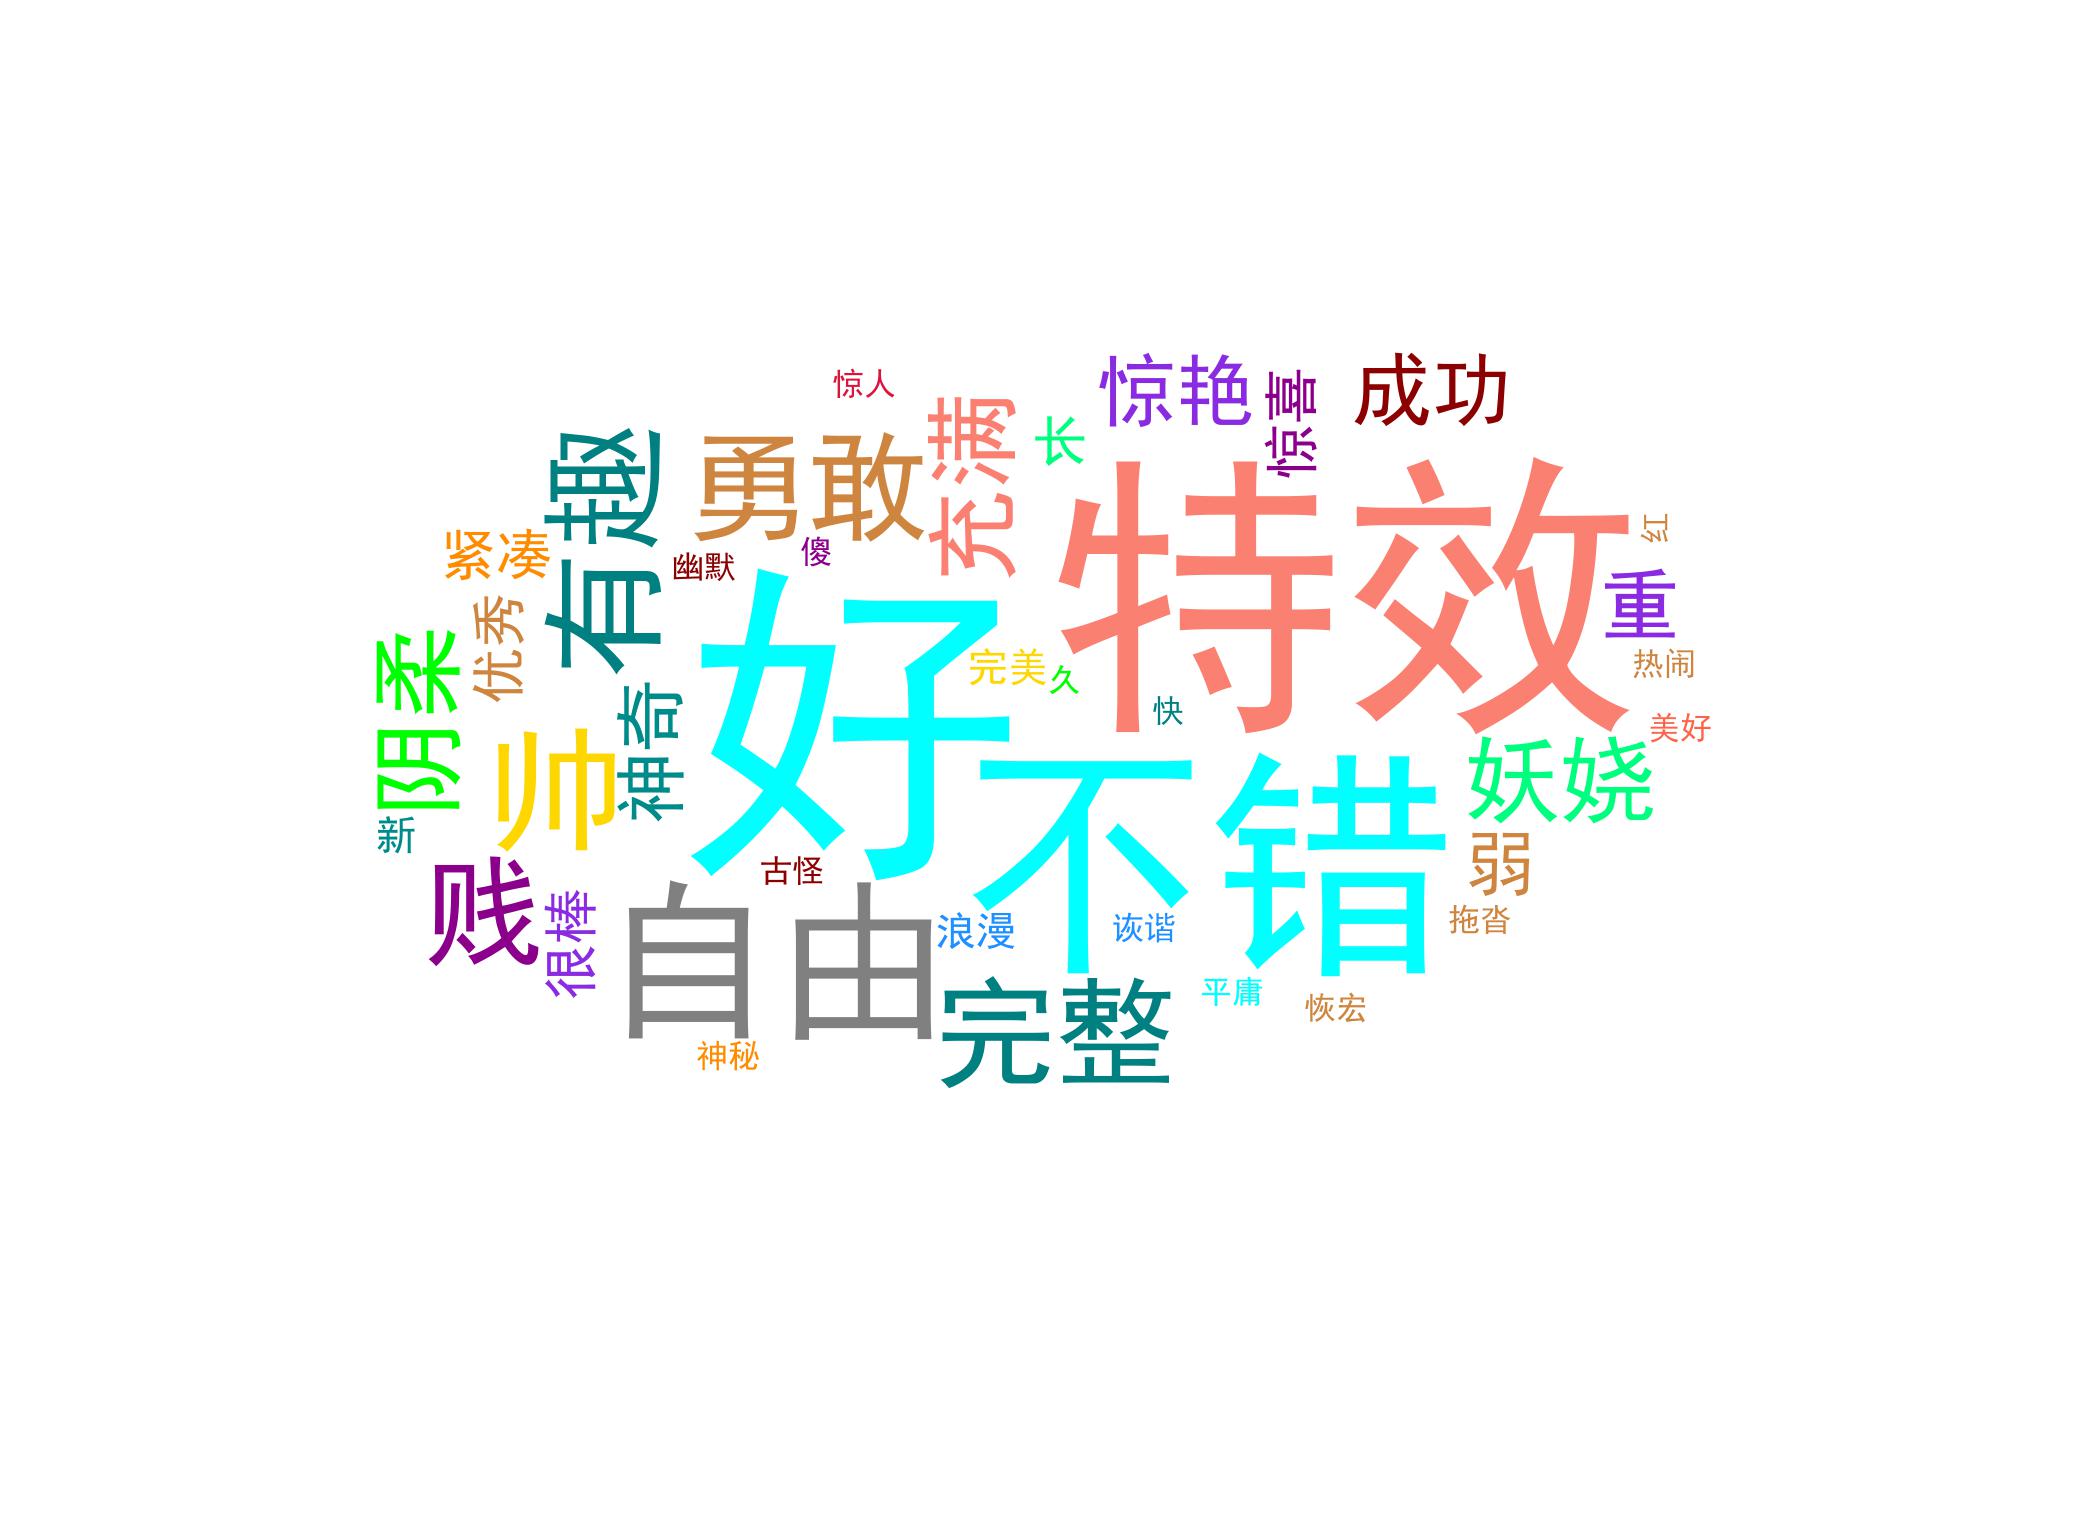 惊人
惊艳
惊喜
成功
充满
长
有趣
勇敢
特效
红
紧凑
幽默
傻
重
优秀
好
完美
久
热闹
阴柔
神奇
快
美好
帅
不错
妖娆
新
弱
贱
古怪
很棒
自由
浪漫
诙谐
拖沓
平庸
恢宏
完整
神秘